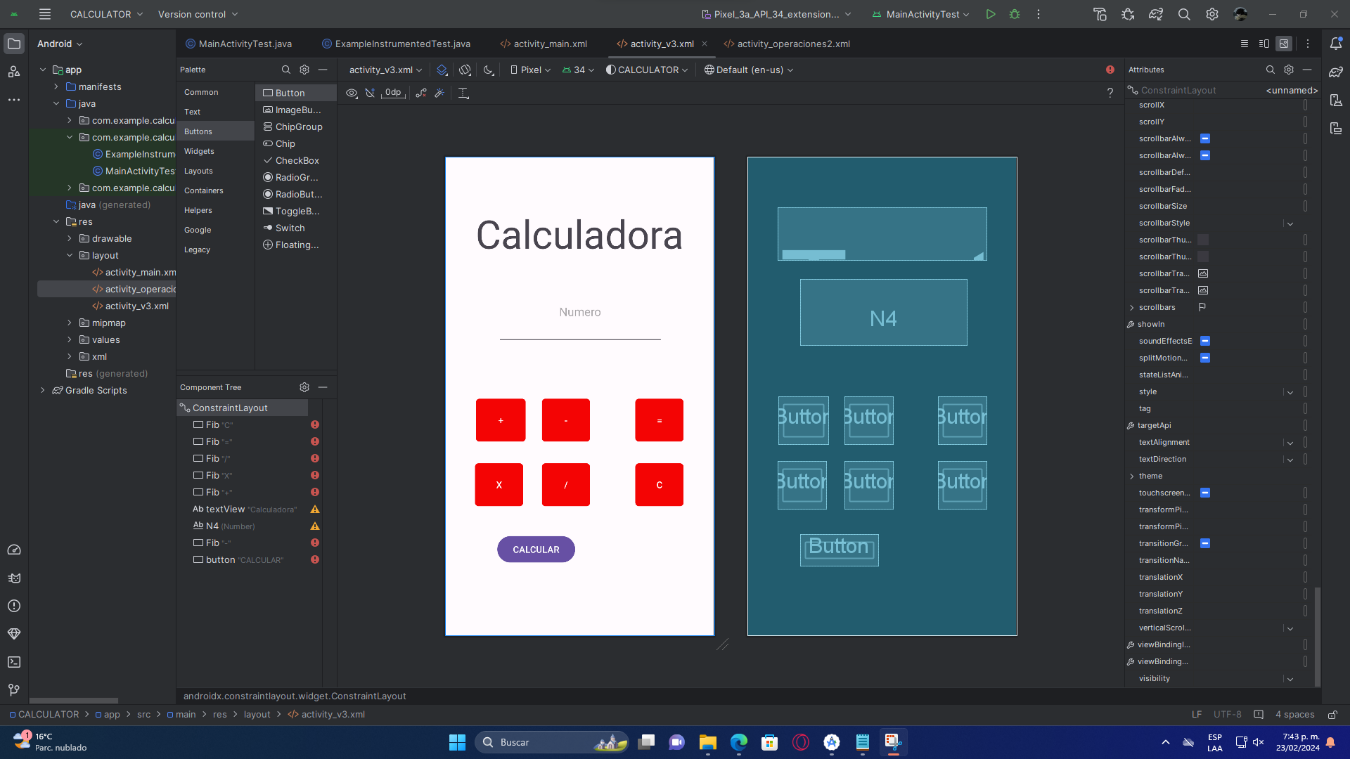 CALCULATOR
Version control
Pixel_3a_API_34_extension...
MainActivityTest
Android
MainActivityTest.java
ExampleInstrumentedTest.java
activity_main.xml
activity_v3.xml
activity_operaciones2.xml
app
manifests
java
com.example.calcu
com.example.calcu
ExampleInstrum
MainActivityTes
com.example.calcu
java (generated)
res
drawable
layout
activity_main.xm
activity_operacio
activity_v3.xml
mipmap
values
xml
res (generated)
Gradle Scripts
Palette
Common
Text
Buttons
Widgets
Layouts
Containers
Helpers
Google
Legacy
Button
ImageBu...
ChipGroup
Chip
CheckBox
RadioGr...
RadioBut...
ToggleB...
Switch
Floating...
Component Tree
ConstraintLayout
Fib "C"
Fib "="
Fib "/"
Fib "X"
Fib "+"
Ab textView "Calculadora"
Ab N4 (Number)
Fib "-"
button "CALCULAR"
activity_v3.xml
Pixel
34
CALCULATOR
Default (en-us)
0dp
?
Calculadora
Numero
+ - =
X / C
CALCULAR
N4
Button Button Button
Button Button Button
Button
Attributes
ConstraintLayout <unnamed>
scrollX
scrollY
scrollbarAlw...
scrollbarAlw...
scrollbarDef...
scrollbarFad...
scrollbarSize
scrollbarStyle
scrollbarThu...
scrollbarThu...
scrollbarTra...
scrollbarTra...
scrollbars
showIn
soundEffectsE
splitMotion...
stateListAni...
style
tag
targetApi
textAlignment
textDirection
theme
touchscreen...
transformPi...
transformPi...
transitionGr...
transitionNa...
translationX
translationY
translationZ
verticalScrol...
viewBindingI...
viewBinding...
visibility
androidx.constraintlayout.widget.ConstraintLayout
CALCULATOR > app > src > main > res > layout > activity_v3.xml
LF UTF-8 4 spaces
1
16°C
Parc. nublado
Buscar
ESP
LAA
7:43 p. m.
23/02/2024